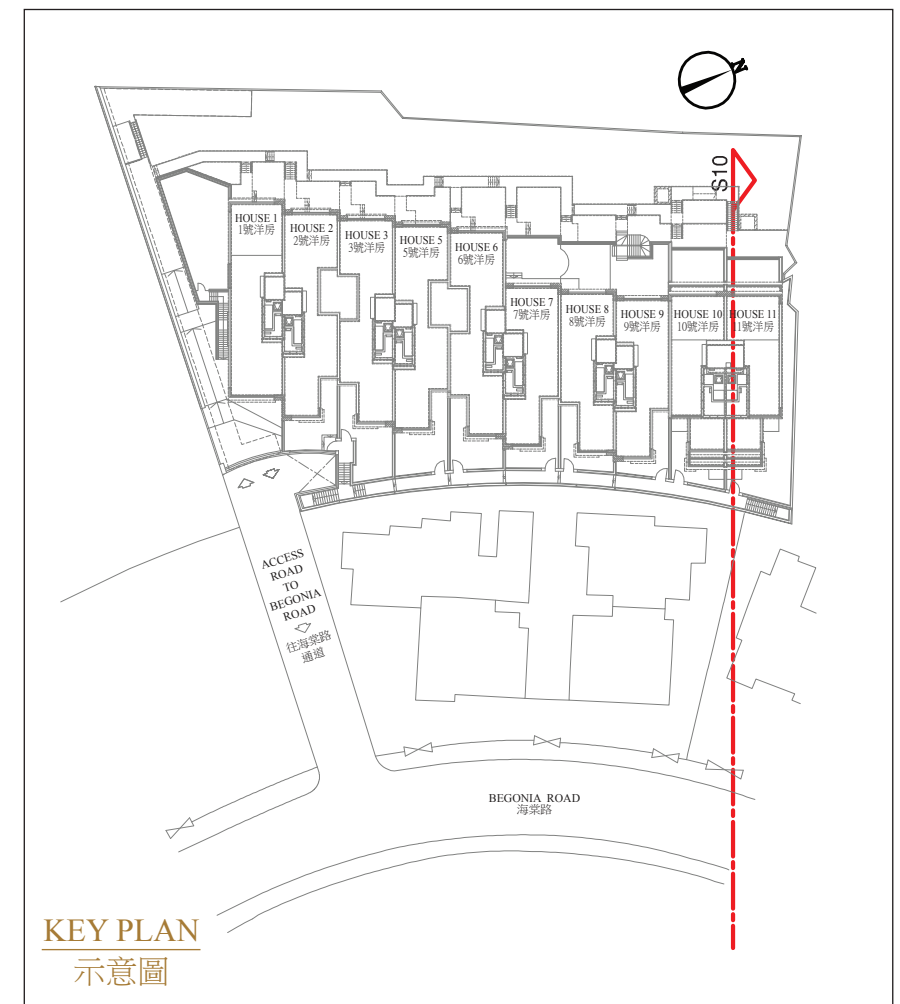 N
S10
HOUSE 1
1號洋房
HOUSE 2
2號洋房
HOUSE 3
3號洋房
HOUSE 5
5號洋房
HOUSE 6
6號洋房
HOUSE 7
7號洋房
HOUSE 8
8號洋房
HOUSE 9
9號洋房
HOUSE 10
10號洋房
HOUSE 11
11號洋房
ACCESS
ROAD
TO
BEGONIA
ROAD
往海棠路
通道
BEGONIA ROAD
海棠路
KEY PLAN
示意圖